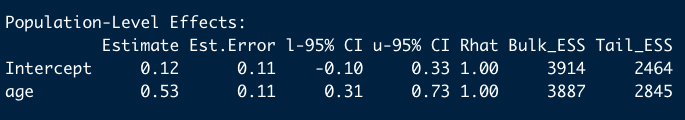 Population-Level Effects:
Estimate Est.Error l-95% CI u-95% CI Rhat Bulk_ESS Tail_ESS
Intercept 0.12 0.11 -0.10 0.33 1.00 3914 2464
age 0.53 0.11 0.31 0.73 1.00 3887 2845